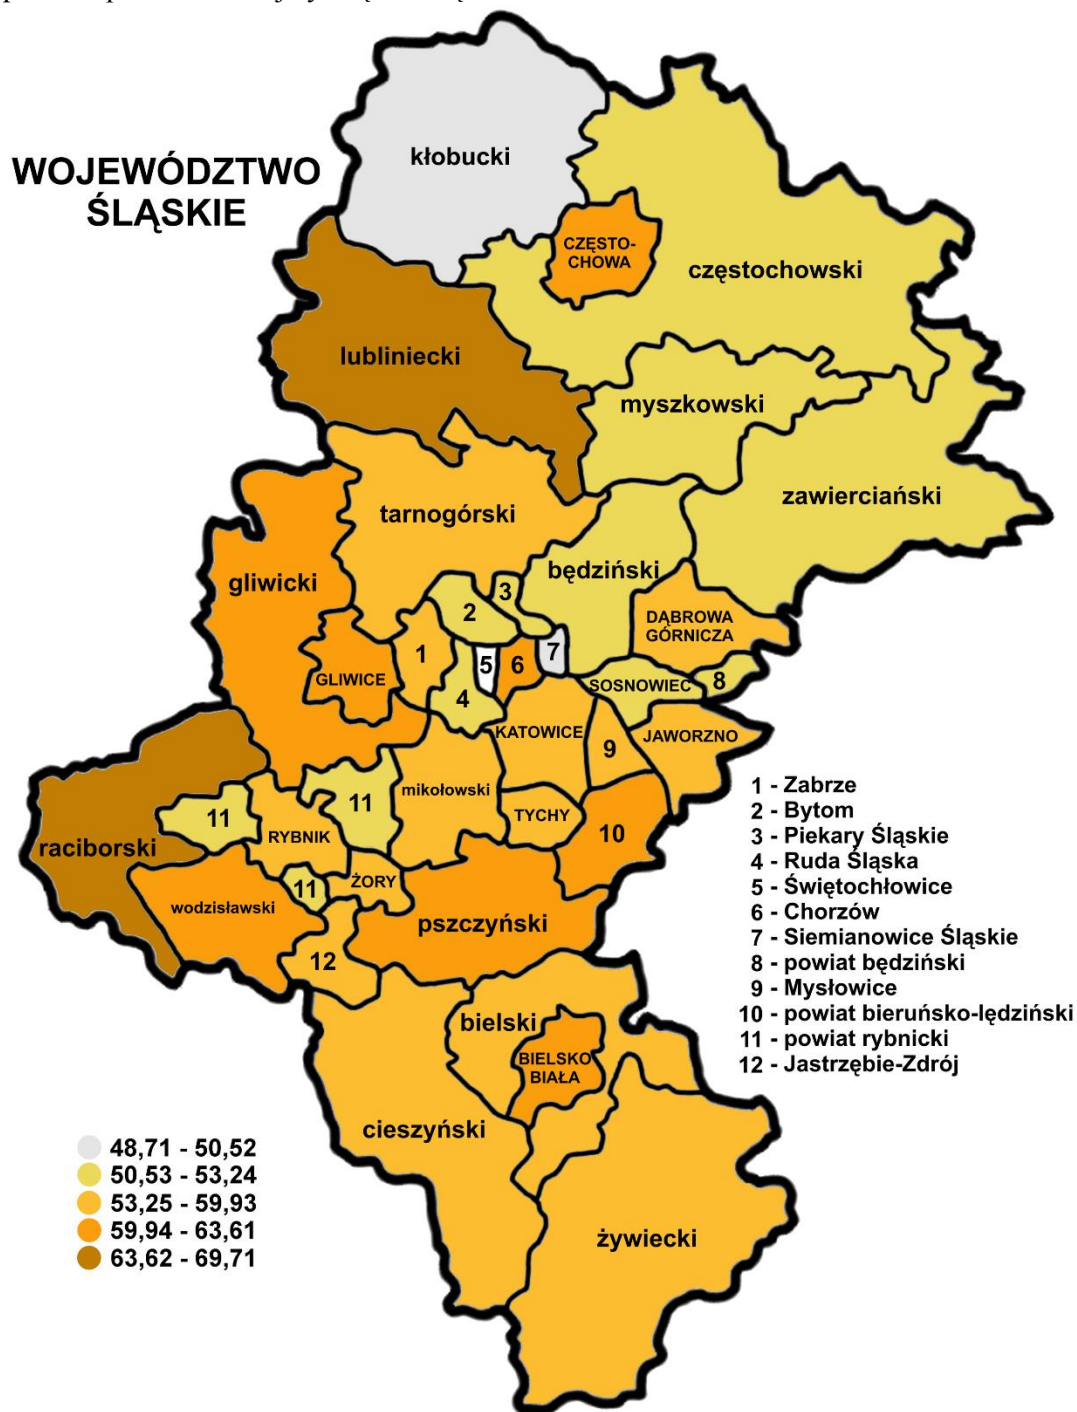 WOJEWÓDZTWO
ŚLĄSKIE
kłobucki
CZĘSTO-
CHOWA
częstochowski
lubliniecki
myszkowski
zawierciański
tarnogórski
będziński
gliwicki
3
2
DĄBROWA
GÓRNICZA
1
5
6
7
GLIWICE
4
SOSNOWIEC
8
KATOWICE
9
JAWORZNO
mikołowski
11
11
RYBNIK
TYCHY
10
raciborski
ŻORY
11
wodzisławski
pszczyński
12
bielski
BIELSKO
BIAŁA
cieszyński
żywiecki
1 - Zabrze
2 - Bytom
3 - Piekary Śląskie
4 - Ruda Śląska
5 - Świętochłowice
6 - Chorzów
7 - Siemianowice Śląskie
8 - powiat będziński
9 - Mysłowice
10 - powiat bieruńsko-lędziński
11 - powiat rybnicki
12 - Jastrzębie-Zdrój
48,71 - 50,52
50,53 - 53,24
53,25 - 59,93
59,94 - 63,61
63,62 - 69,71